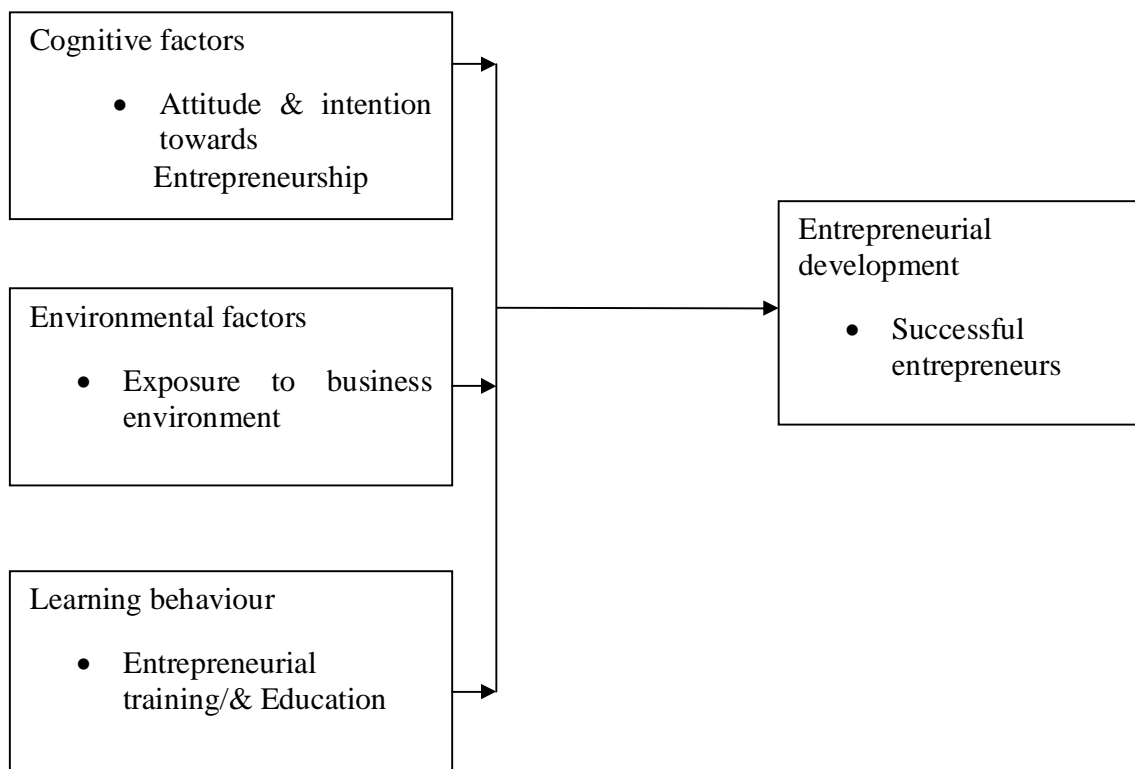 Cognitive factors
• Attitude & intention
towards
Entrepreneurship
Environmental factors
• Exposure to business
environment
Learning behaviour
• Entrepreneurial
training/& Education
Entrepreneurial
development
• Successful
entrepreneurs